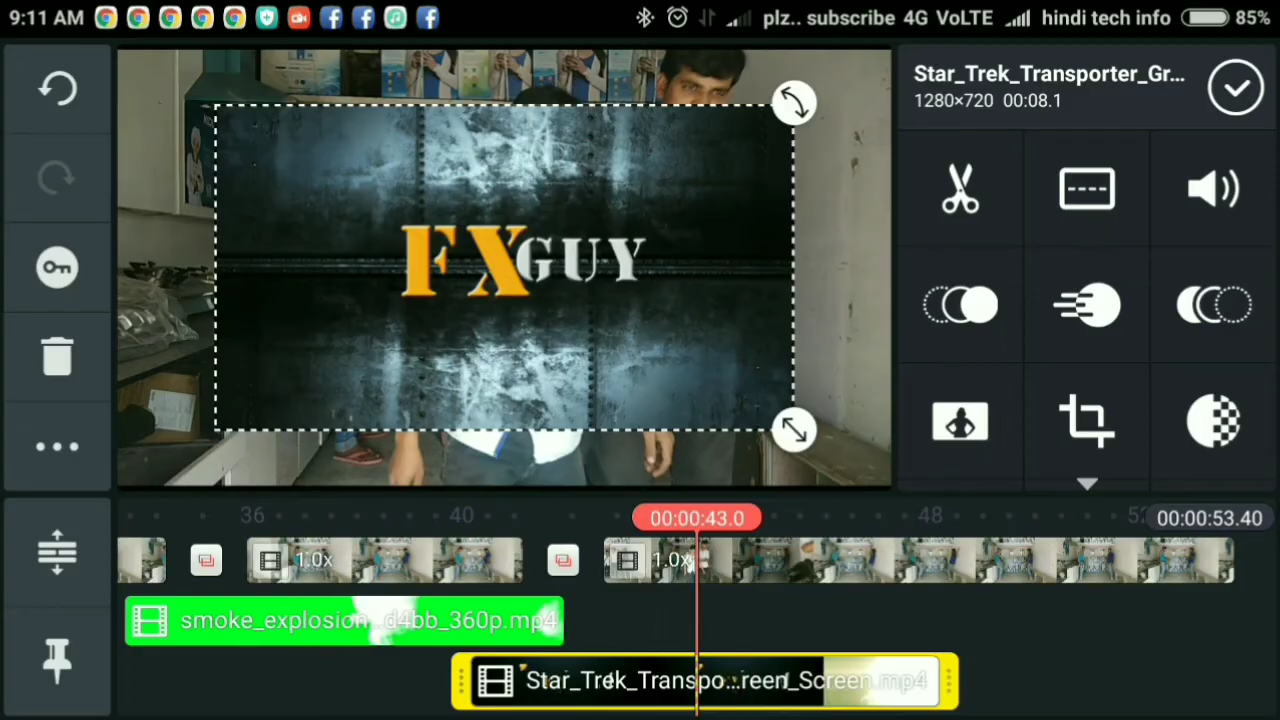 9:11 AM plz.. subscribe 4G VoLTE hindi tech info 85%
Star_Trek_Transporter_Gr...
1280×720 00:08.1
FXGUY
36 40 00:00:43.0 48 00:00:53.40
1.0x 1.0x
smoke_explosion...d4bb_360p.mp4
Star_Trek_Transpo...reen_Screen.mp4